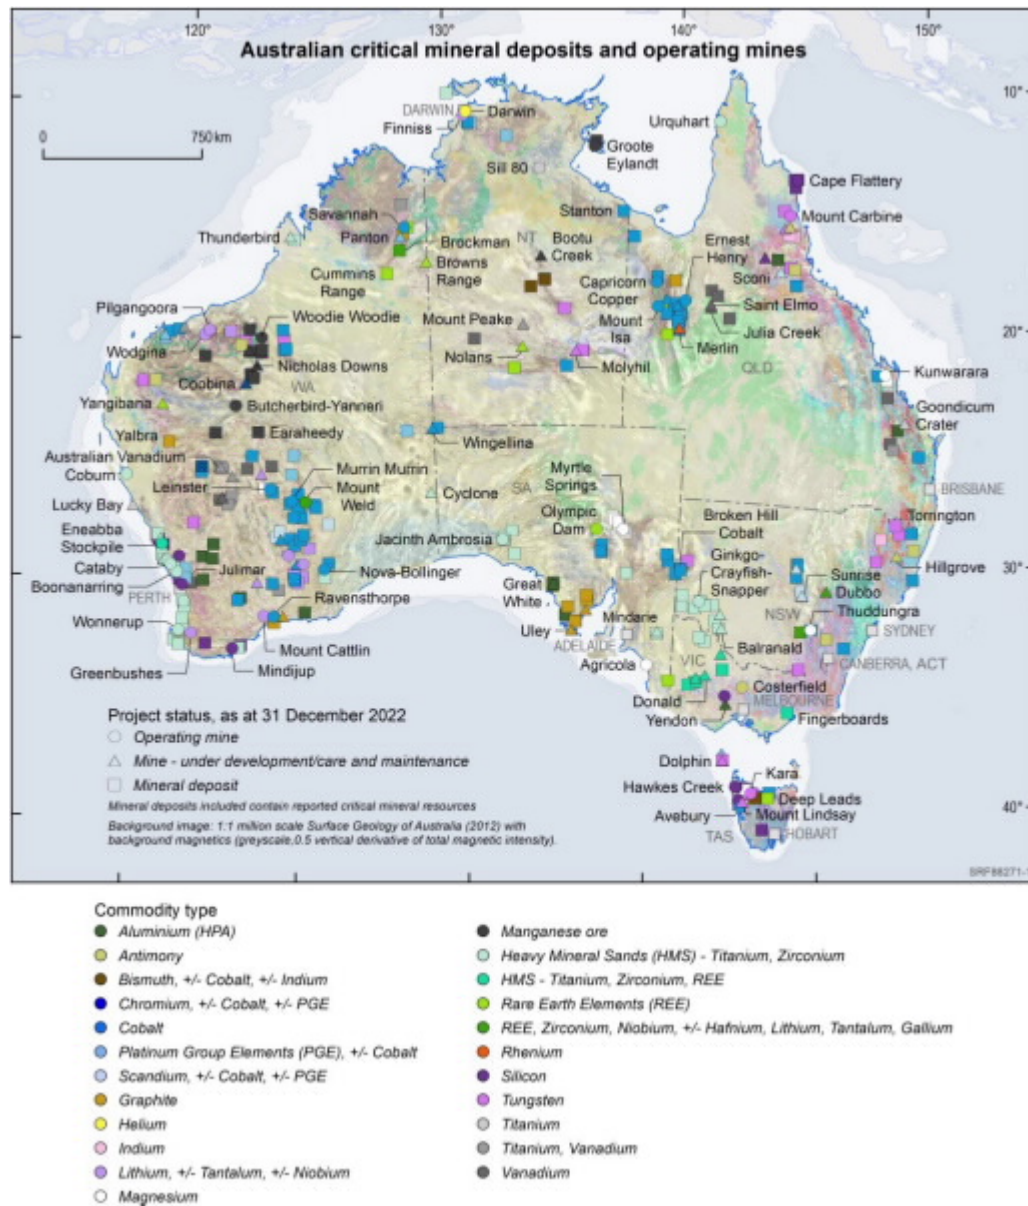 120°
130°
140°
150°
Australian critical mineral deposits and operating mines
10°
0
750 km
DARWIN
Darwin
Finniss
Urquhart
Groote
Eylandt
Sill 80
Cape Flattery
Savannah
Stanton
Mount Carbine
Thunderbird
Panton
NT
Bootu
Creek
Ernest
Henry
Brockman
Cummins
Range
Browns
Range
Capricorn
Copper
Sconi
Pilgangoora
Woodie Woodie
Mount Peake
Mount
Isa
Saint Elmo
Julia Creek
20°
Wodgina
Nicholas Downs
Nolans
Molyhil
Merlin
Coobina
WA
QLD
Kunwarara
Yangibana
Butcherbird-Yanneri
Goondicum
Crater
Yalbra
Earaheedy
Wingellina
Australian Vanadium
Coburn
Murrin Murrin
Myrtle
Springs
Leinster
Mount
Weld
Cyclone
SA
BRISBANE
Lucky Bay
Olympic
Dam
Broken Hill
Cobalt
Torrington
Eneabba
Stockpile
Jacinth Ambrosia
Ginkgo-
Crayfish-
Snapper
Cataby
Julimar
Nova-Bollinger
Hillgrove
30°
Boonanarring
Great
White
Sunrise
Dubbo
PERTH
Ravensthorpe
Mindarie
NSW
Thuddungra
Wonnerup
Uley
ADELAIDE
SYDNEY
Mount Cattlin
Agricola
VIC
Balranald
CANBERRA, ACT
Greenbushes
Mindijup
Donald
Costerfield
MELBOURNE
Yendon
Fingerboards
Project status, as at 31 December 2022
Operating mine
Mine - under development/care and maintenance
Mineral deposit
Mineral deposits included contain reported critical mineral resources
Background image: 1:1 million scale Surface Geology of Australia (2012) with
background magnetics (greyscale,0.5 vertical derivative of total magnetic intensity).
Dolphin
Kara
Hawkes Creek
Deep Leads
Avebury
Mount Lindsay
40°
TAS
HOBART
Commodity type
Aluminium (HPA)
Antimony
Bismuth, +/- Cobalt, +/- Indium
Chromium, +/- Cobalt, +/- PGE
Cobalt
Platinum Group Elements (PGE), +/- Cobalt
Scandium, +/- Cobalt, +/- PGE
Graphite
Helium
Indium
Lithium, +/- Tantalum, +/- Niobium
Magnesium
Manganese ore
Heavy Mineral Sands (HMS) - Titanium, Zirconium
HMS - Titanium, Zirconium, REE
Rare Earth Elements (REE)
REE, Zirconium, Niobium, +/- Hafnium, Lithium, Tantalum, Gallium
Rhenium
Silicon
Tungsten
Titanium
Titanium, Vanadium
Vanadium